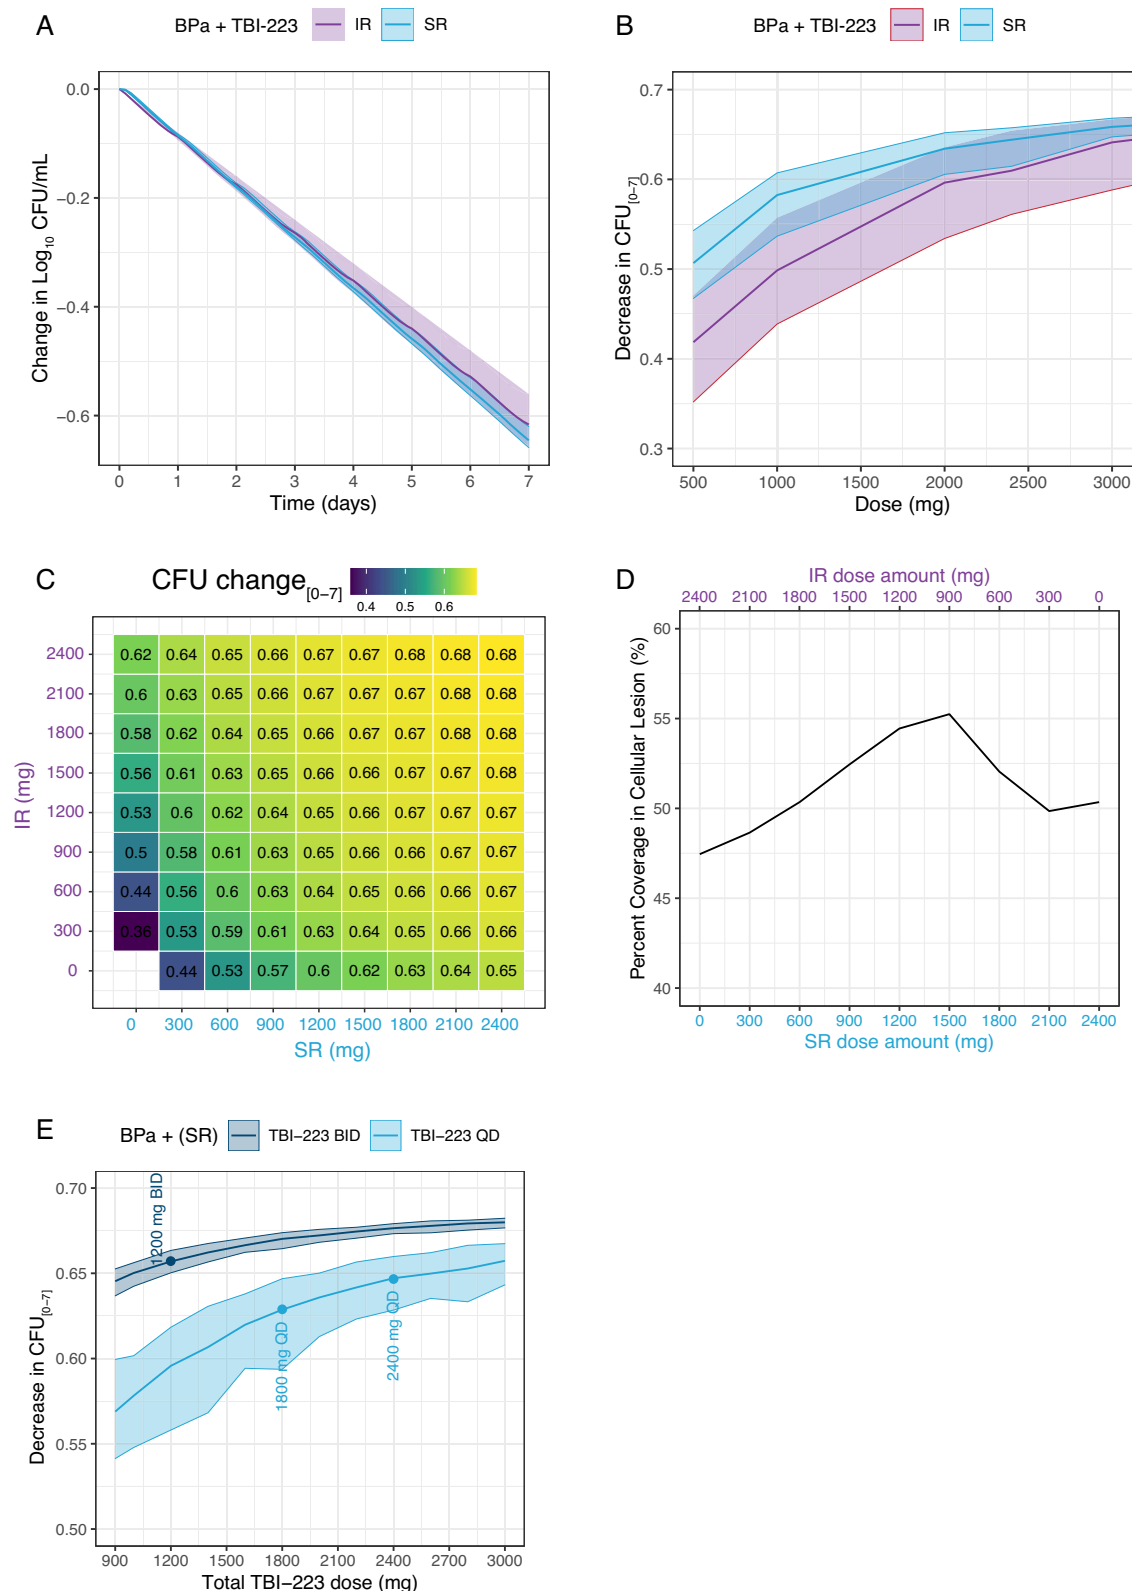 A
BPa + TBI-223 IR SR
Change in Log10 CFU/mL
0.0
−0.2
−0.4
−0.6
0 1 2 3 4 5 6 7
Time (days)
B
BPa + TBI-223 IR SR
Decrease in CFU[0−7]
0.7
0.6
0.5
0.4
0.3
500 1000 1500 2000 2500 3000
Dose (mg)
C
CFU change[0−7]
0.4 0.5 0.6
IR (mg)
2400 0.62 0.64 0.65 0.66 0.67 0.67 0.68 0.68 0.68
2100 0.6 0.63 0.65 0.66 0.67 0.67 0.67 0.68 0.68
1800 0.58 0.62 0.64 0.65 0.66 0.67 0.67 0.68 0.68
1500 0.56 0.61 0.63 0.65 0.66 0.66 0.67 0.67 0.68
1200 0.53 0.6 0.62 0.64 0.65 0.66 0.67 0.67 0.67
900 0.5 0.58 0.61 0.63 0.65 0.66 0.66 0.67 0.67
600 0.44 0.56 0.6 0.63 0.64 0.65 0.66 0.66 0.67
300 0.36 0.53 0.59 0.61 0.63 0.64 0.65 0.66 0.66
0 0.44 0.53 0.57 0.6 0.62 0.63 0.64 0.65
0 300 600 900 1200 1500 1800 2100 2400
SR (mg)
D
IR dose amount (mg)
2400 2100 1800 1500 1200 900 600 300 0
Percent Coverage in Cellular Lesion (%)
60
55
50
45
40
0 300 600 900 1200 1500 1800 2100 2400
SR dose amount (mg)
E
BPa + (SR) TBI−223 BID TBI−223 QD
Decrease in CFU[0−7]
0.70
0.65
0.60
0.55
0.50
1200 mg BID
1800 mg QD
2400 mg QD
900 1200 1500 1800 2100 2400 2700 3000
Total TBI−223 dose (mg)